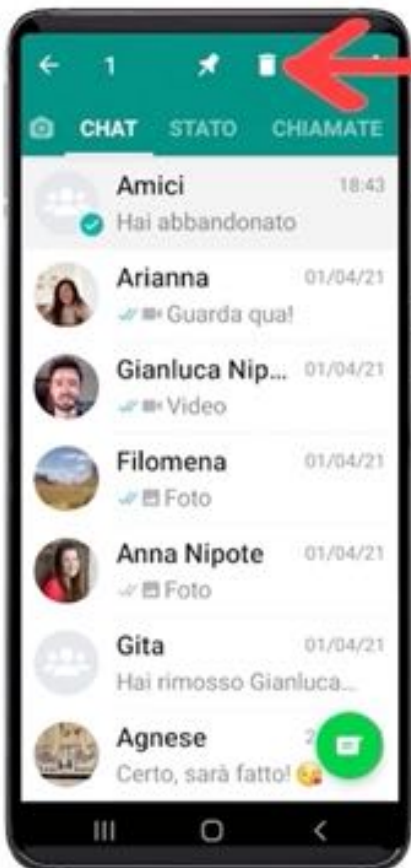 1
CHAT STATO CHIAMATE
Amici 18:43
Hai abbandonato
Arianna 01/04/21
Guarda qua!
Gianluca Nip... 01/04/21
Video
Filomena 01/04/21
Foto
Anna Nipote 01/04/21
Foto
Gita 01/04/21
Hai rimosso Gianluca...
Agnese
Certo, sarà fatto! 😘